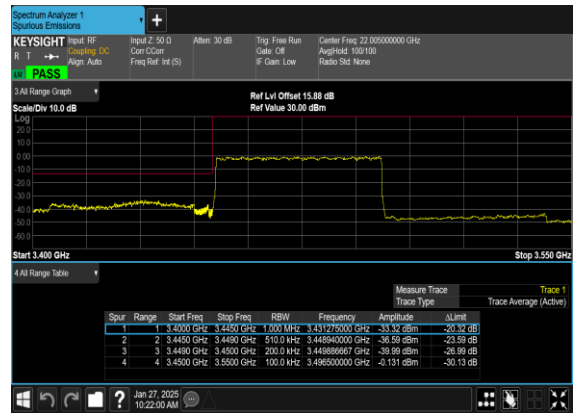 Spectrum Analyzer 1
Spurious Emissions
+
KEYSIGHT Input: RF Input Z: 50 Ω Atten: 30 dB Trig: Free Run Center Freq: 22.005000000 GHz
R T Coupling: DC Corr CCorr Gate: Off Avg|Hold: 100/100
Align: Auto Freq Ref: Int (S) IF Gain: Low Radio Std: None
LXI PASS
3 All Range Graph
Ref Lvl Offset 15.88 dB
Scale/Div 10.0 dB Ref Value 30.00 dBm
Log
20.0
10.0
0.00
-10.0
-20.0
-30.0
-40.0
-50.0
-60.0
Start 3.400 GHz Stop 3.550 GHz
4 All Range Table
Measure Trace Trace 1
Trace Type Trace Average (Active)
Spur Range Start Freq Stop Freq RBW Frequency Amplitude ΔLimit
1 1 3.4000 GHz 3.4450 GHz 1.000 MHz 3.431275000 GHz -33.32 dBm -20.32 dB
2 2 3.4450 GHz 3.4490 GHz 510.0 kHz 3.448940000 GHz -36.59 dBm -23.59 dB
3 3 3.4490 GHz 3.4500 GHz 200.0 kHz 3.449886667 GHz -39.99 dBm -26.99 dB
4 4 3.4500 GHz 3.5500 GHz 100.0 kHz 3.496500000 GHz -0.131 dBm -30.13 dB
? Jan 27, 2025
10:22:00 AM